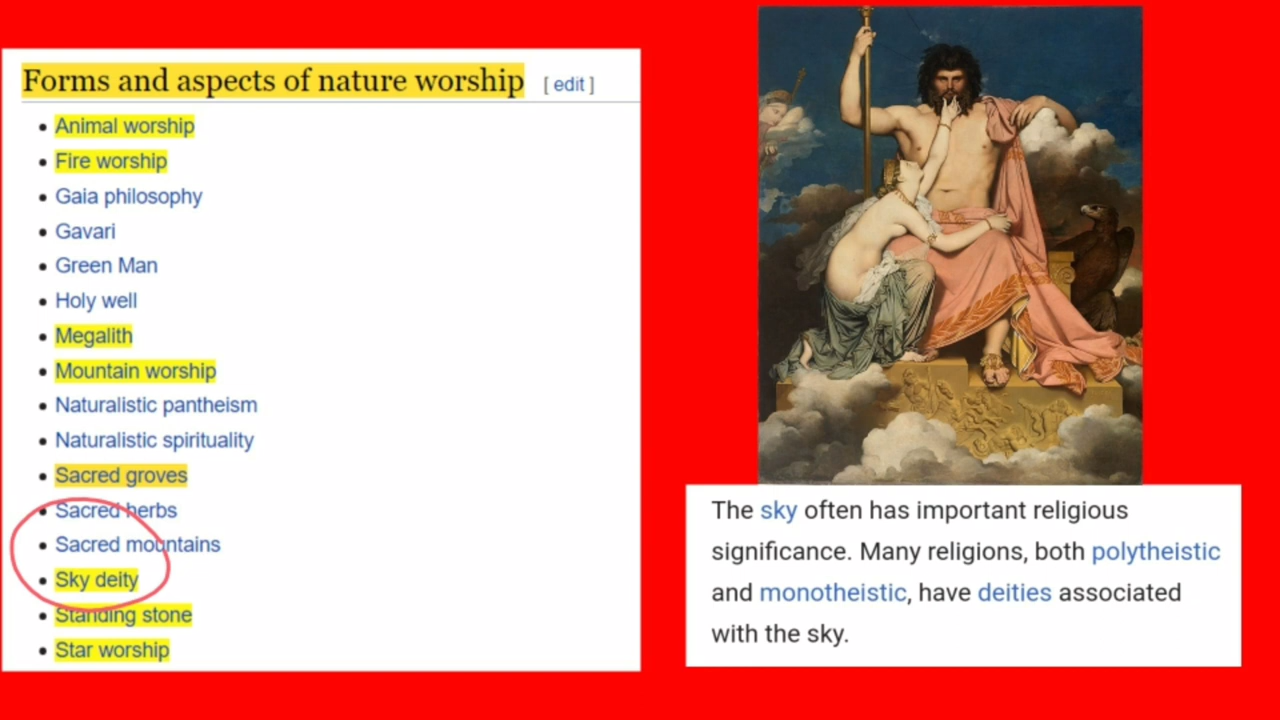 Forms and aspects of nature worship [ edit ]
Animal worship
Fire worship
Gaia philosophy
Gavari
Green Man
Holy well
Megalith
Mountain worship
Naturalistic pantheism
Naturalistic spirituality
Sacred groves
Sacred herbs
Sacred mountains
Sky deity
Standing stone
Star worship
The sky often has important religious
significance. Many religions, both polytheistic
and monotheistic, have deities associated
with the sky.